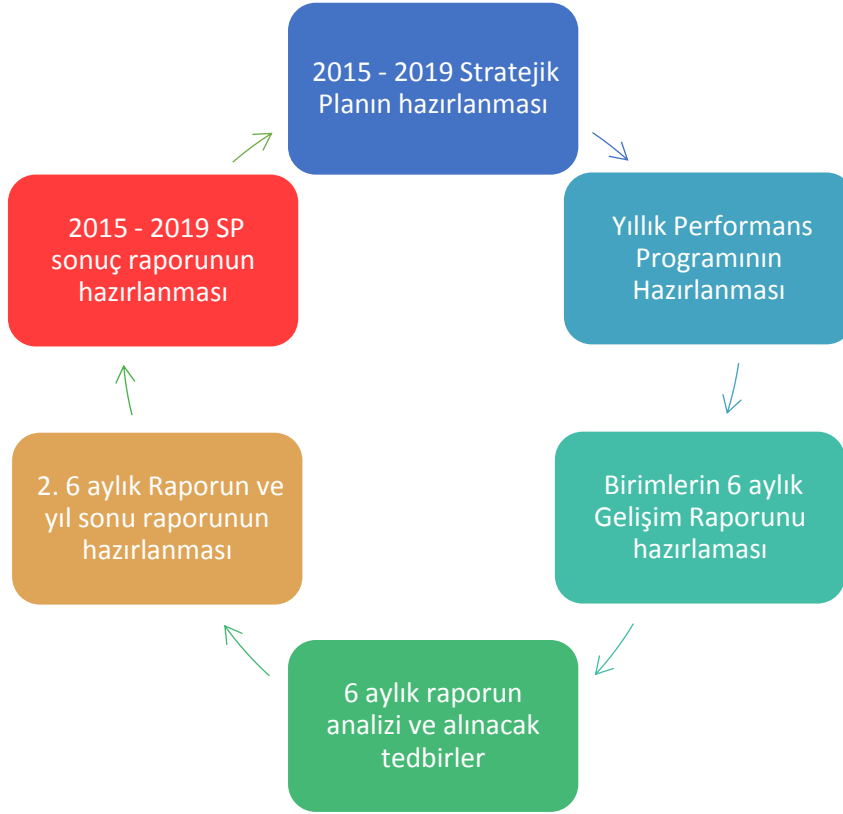 2015 - 2019 Stratejik
Planın hazırlanması
Yıllık Performans
Programının
Hazırlanması
Birimlerin 6 aylık
Gelişim Raporunu
hazırlaması
6 aylık raporun
analizi ve alınacak
tedbirler
2. 6 aylık Raporun ve
yıl sonu raporunun
hazırlanması
2015 - 2019 SP
sonuç raporunun
hazırlanması